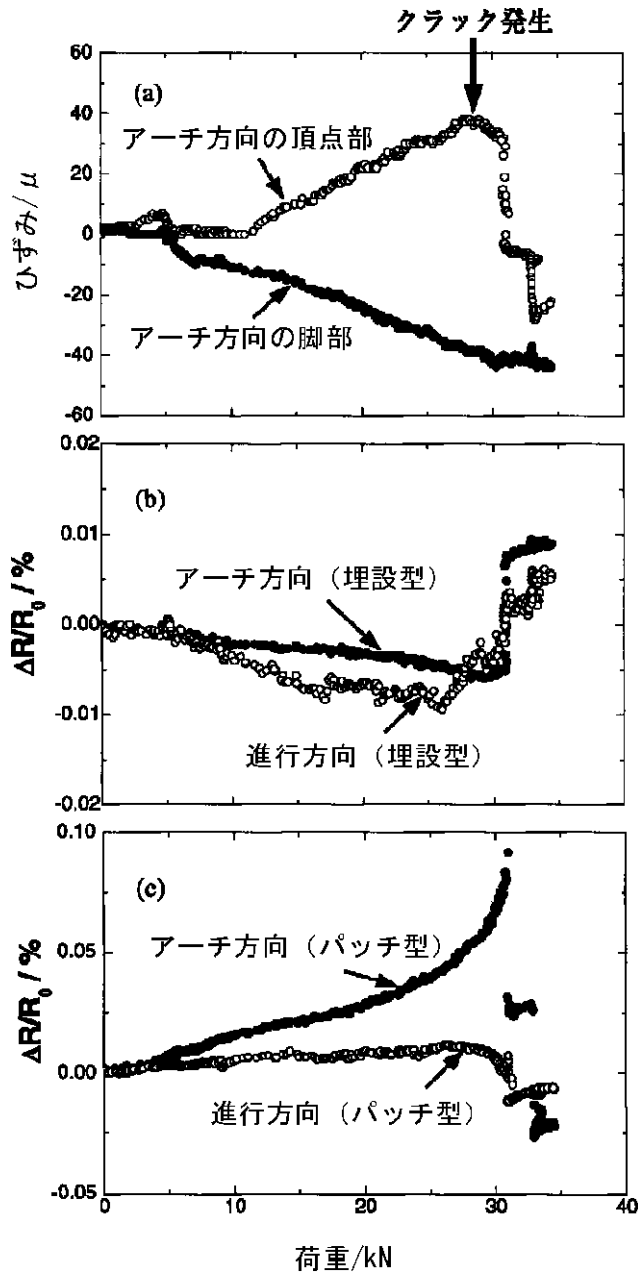 クラック発生
60
(a)
40
アーチ方向の頂点部
20
0
-20
アーチ方向の脚部
-40
-60
ひずみ/μ
0.02
(b)
0.01
アーチ方向（埋設型）
0.00
-0.01
進行方向（埋設型）
-0.02
ΔR/R0 / %
0.10
(c)
アーチ方向（パッチ型）
0.05
0.00
進行方向（パッチ型）
-0.05
ΔR/R0 / %
0 10 20 30 40
荷重/kN